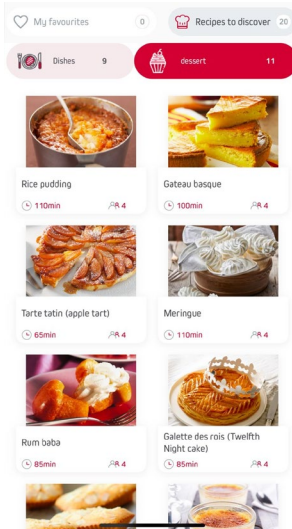 My favourites 0
Recipes to discover 20
Dishes 9
dessert 11
Rice pudding
110min 4
Gateau basque
100min 4
Tarte tatin (apple tart)
65min 4
Meringue
110min 4
Rum baba
85min 4
Galette des rois (Twelfth
Night cake)
85min 4